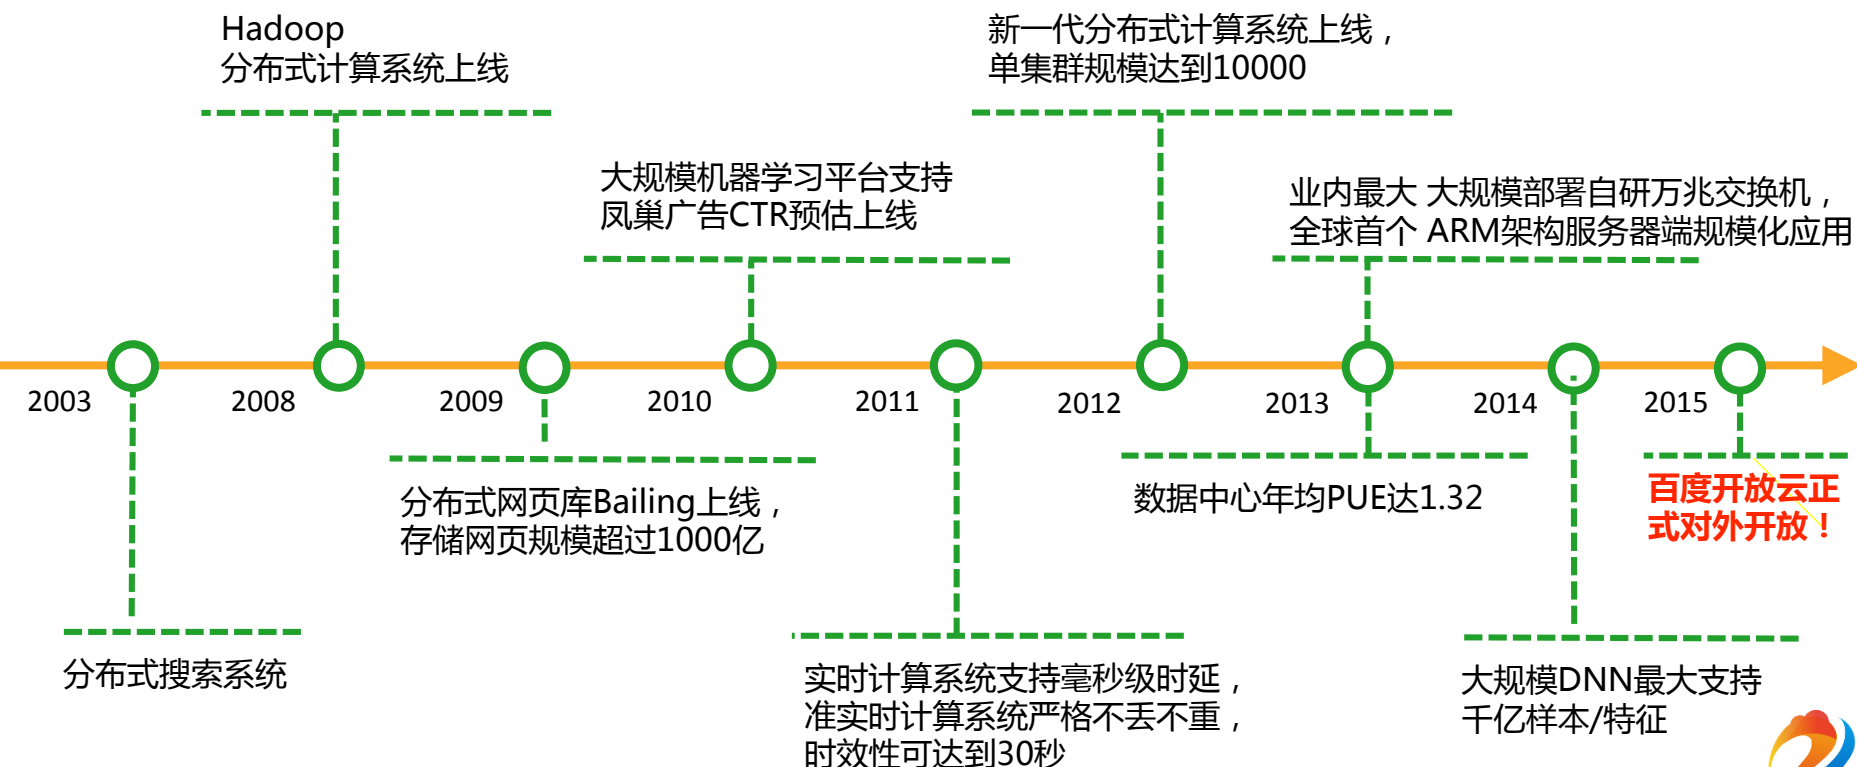 Hadoop
分布式计算系统上线
新一代分布式计算系统上线，
单集群规模达到10000
大规模机器学习平台支持
凤巢广告CTR预估上线
业内最大 大规模部署自研万兆交换机，
全球首个 ARM架构服务器端规模化应用
2003
2008
2009
2010
2011
2012
2013
2014
2015
分布式网页库Bailing上线，
存储网页规模超过1000亿
数据中心年均PUE达1.32
百度开放云正
式对外开放！
分布式搜索系统
实时计算系统支持毫秒级时延，
准实时计算系统严格不丢不重，
时效性可达到30秒
大规模DNN最大支持
千亿样本/特征